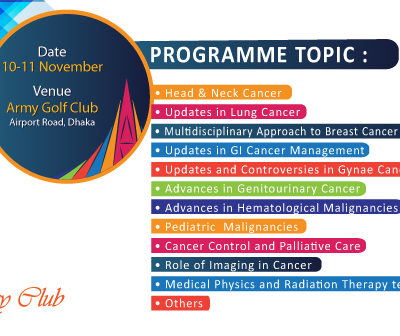 Date
10-11 November
Venue
Army Golf Club
Airport Road, Dhaka
PROGRAMME TOPIC :
• Head & Neck Cancer
• Updates in Lung Cancer
• Multidisciplinary Approach to Breast Cancer
• Updates in GI Cancer Management
• Updates and Controversies in Gynae Can
• Advances in Genitourinary Cancer
• Advances in Hematological Malignancies
• Pediatric Malignancies
• Cancer Control and Palliative Care
• Role of Imaging in Cancer
• Medical Physics and Radiation Therapy te
• Others
y Club